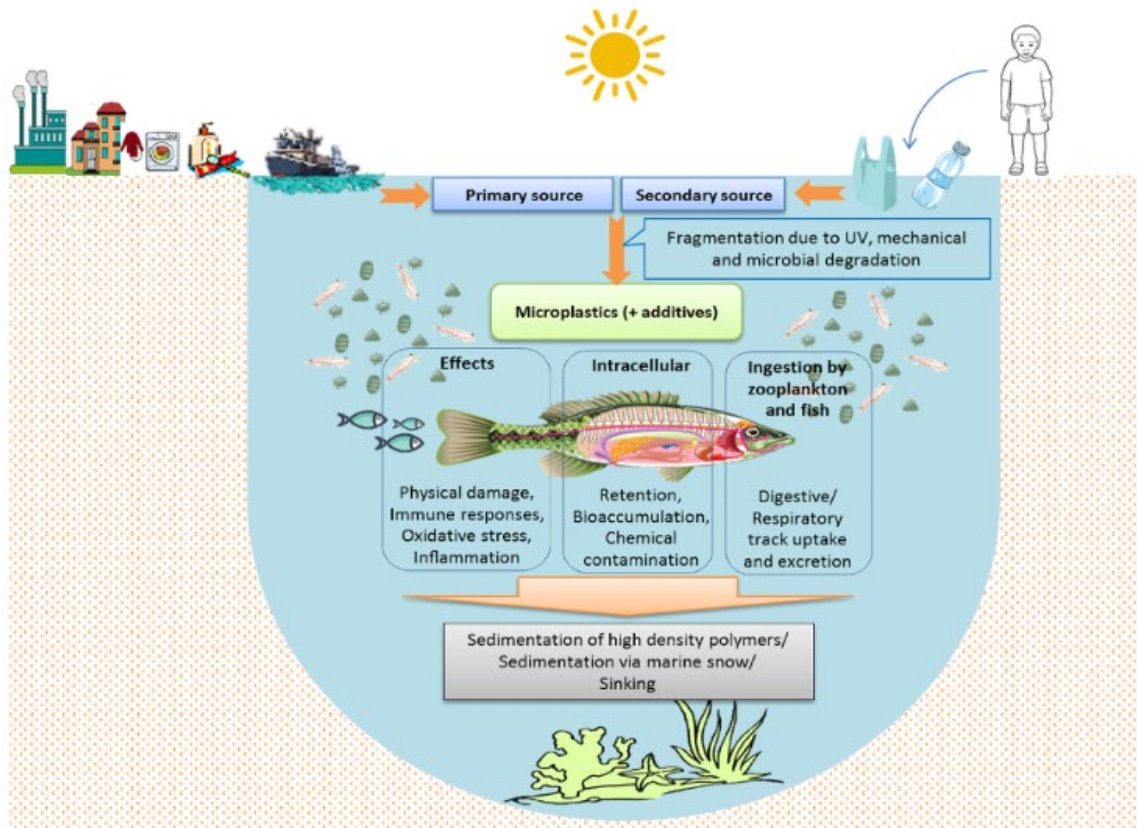 Primary source
Secondary source
Fragmentation due to UV, mechanical
and microbial degradation
Microplastics (+ additives)
Effects
Physical damage,
Immune responses,
Oxidative stress,
Inflammation
Intracellular
Retention,
Bioaccumulation,
Chemical
contamination
Ingestion by
zooplankton
and fish
Digestive/
Respiratory
track uptake
and excretion
Sedimentation of high density polymers/
Sedimentation via marine snow/
Sinking